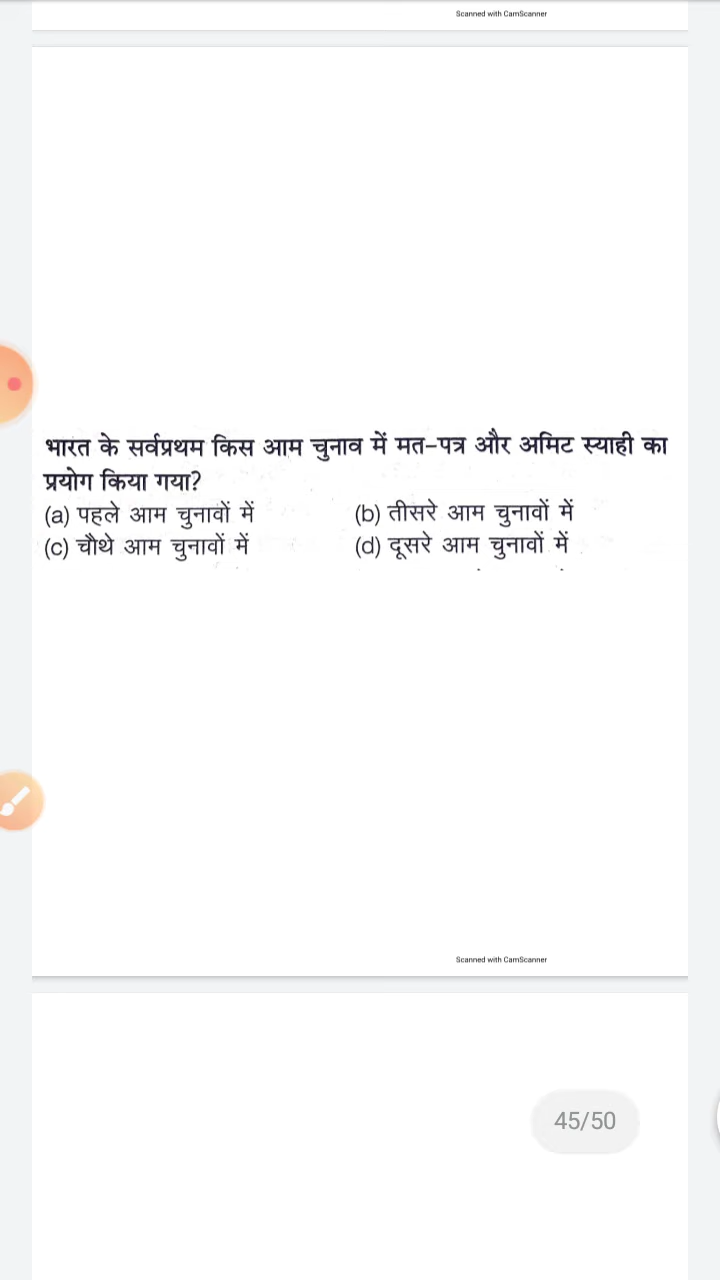 Scanned with CamScanner
भारत के सर्वप्रथम किस आम चुनाव में मत-पत्र और अमिट स्याही का
प्रयोग किया गया?
(a) पहले आम चुनावों में (b) तीसरे आम चुनावों में
(c) चौथे आम चुनावों में (d) दूसरे आम चुनावों में
Scanned with CamScanner
45/50